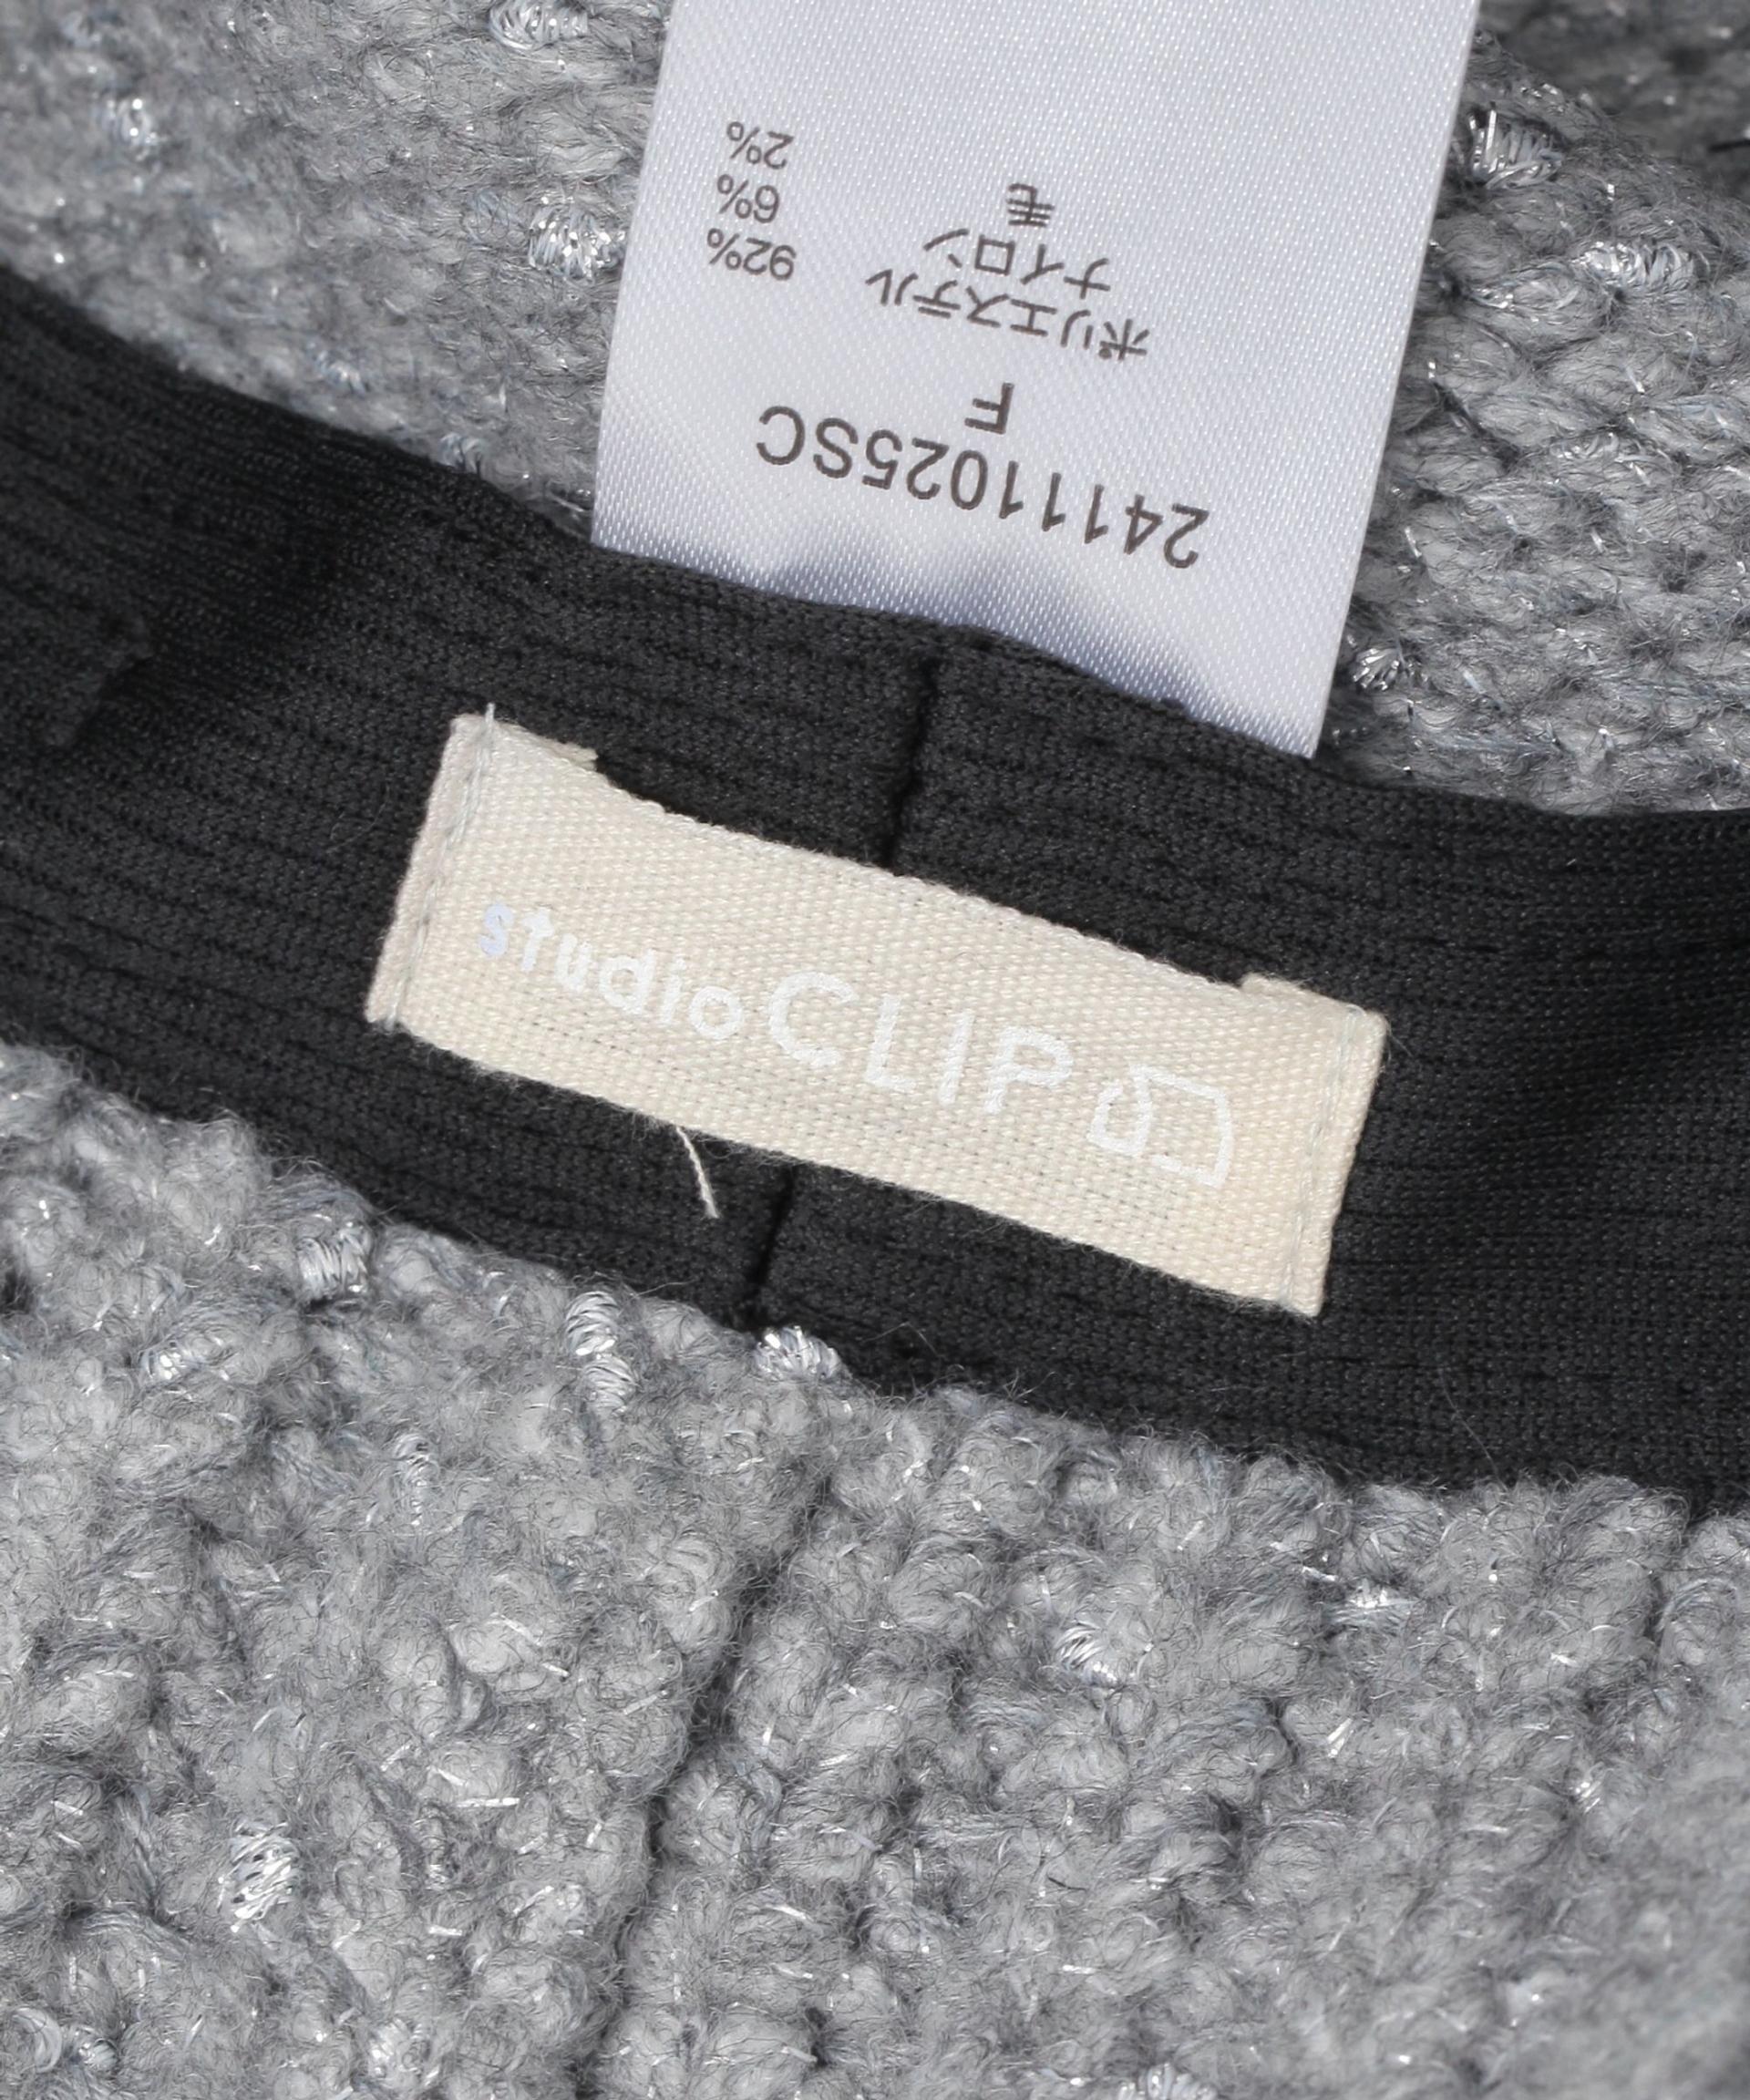 24111025SC
F
ポリエステル 92%
ナイロン 6%
毛 2%
studio CLIP